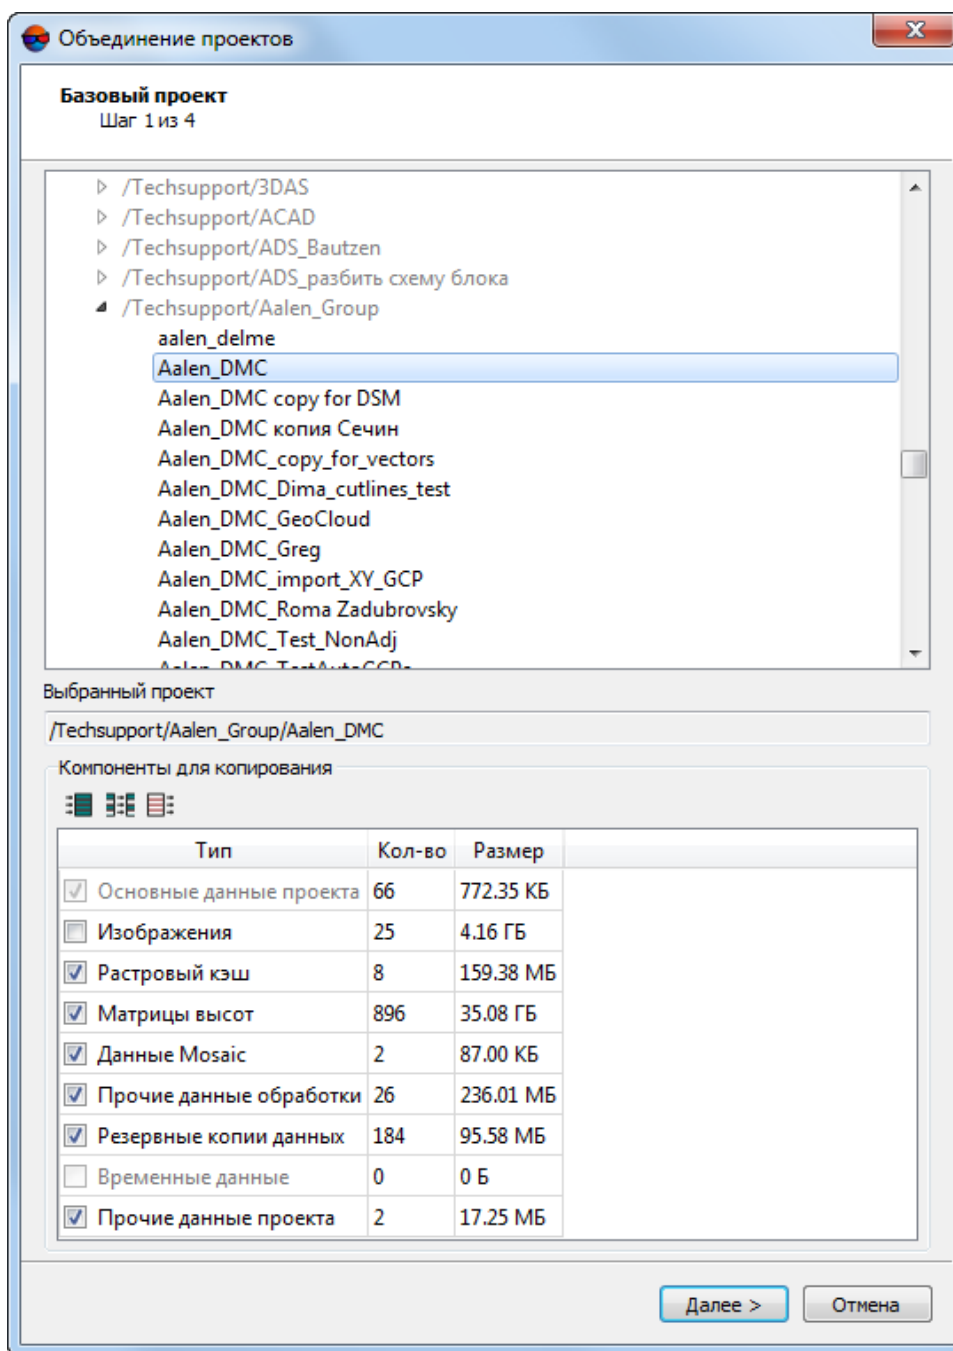 Объединение проектов
Базовый проект
Шаг 1 из 4
/Techsupport/3DAS
/Techsupport/ACAD
/Techsupport/ADS_Bautzen
/Techsupport/ADS_разбить схему блока
/Techsupport/Aalen_Group
aalen_delme
Aalen_DMC
Aalen_DMC copy for DSM
Aalen_DMC копия Сечин
Aalen_DMC_copy_for_vectors
Aalen_DMC_Dima_cutlines_test
Aalen_DMC_GeoCloud
Aalen_DMC_Greg
Aalen_DMC_import_XY_GCP
Aalen_DMC_Roma Zadubrovsky
Aalen_DMC_Test_NonAdj
Aalen_DMC_TestAutoGCPs
Выбранный проект
/Techsupport/Aalen_Group/Aalen_DMC
Компоненты для копирования
Тип Кол-во Размер
Основные данные проекта 66 772.35 КБ
Изображения 25 4.16 ГБ
Растровый кэш 8 159.38 МБ
Матрицы высот 896 35.08 ГБ
Данные Mosaic 2 87.00 КБ
Прочие данные обработки 26 236.01 МБ
Резервные копии данных 184 95.58 МБ
Временные данные 0 0 Б
Прочие данные проекта 2 17.25 МБ
Далее > Отмена